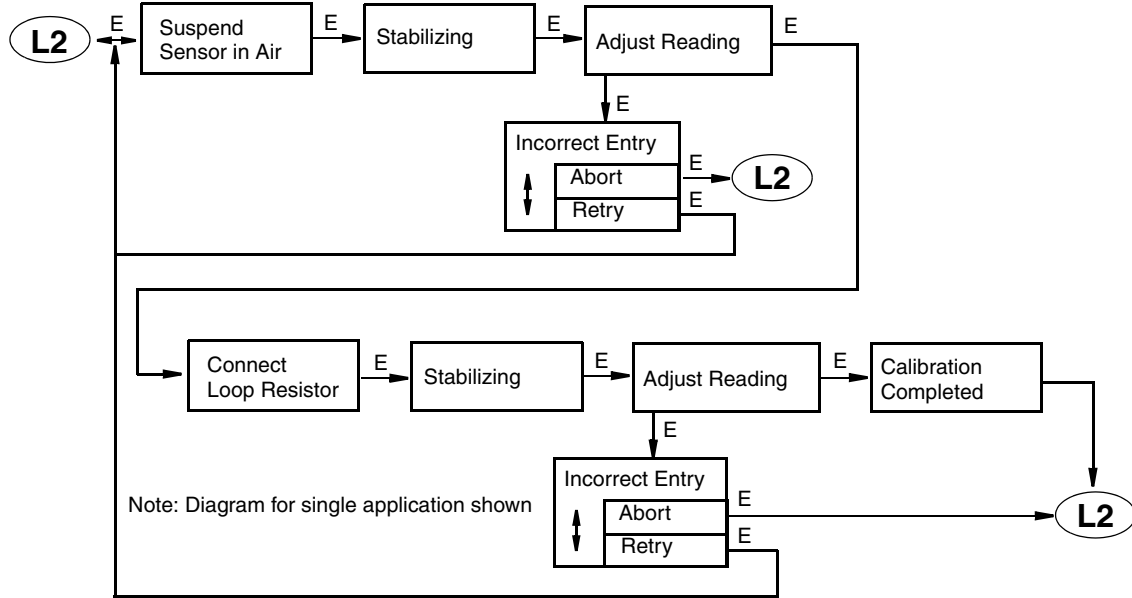 L2
E
Suspend
Sensor in Air
E
Stabilizing
E
Adjust Reading
E
E
Incorrect Entry
Abort
E
L2
Retry
E
Connect
Loop Resistor
E
Stabilizing
E
Adjust Reading
E
Calibration
Completed
E
Incorrect Entry
Note: Diagram for single application shown
Abort
E
L2
Retry
E